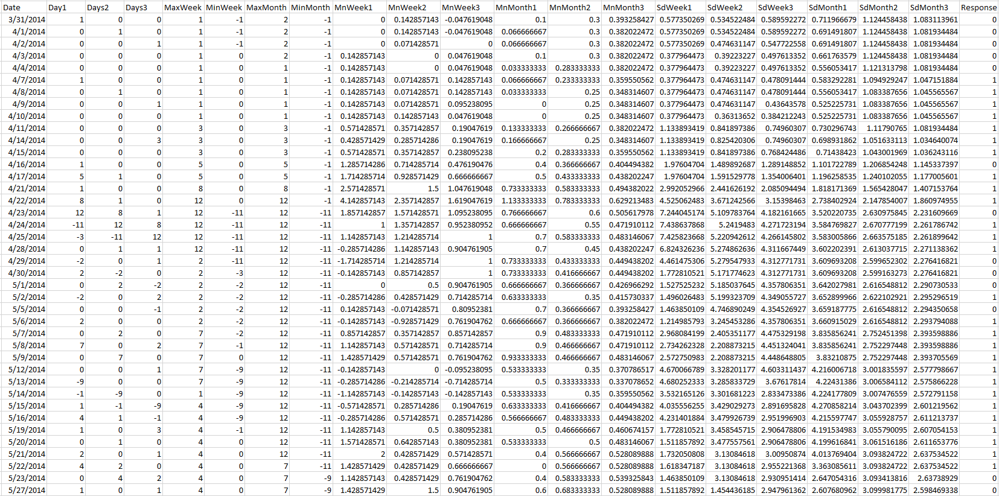 Date Day1 Days2 Days3 MaxWeek MinWeek MaxMonth MinMonth MnWeek1 MnWeek2 MnWeek3 MnMonth1 MnMonth2 MnMonth3 SdWeek1 SdWeek2 SdWeek3 SdMonth1 SdMonth2 SdMonth3 Response
3/31/2014 1 0 0 1 -1 2 -1 0 0.142857143 -0.047619048 0.1 0.3 0.393258427 0.577350269 0.534522484 0.589592272 0.711966679 1.124458438 1.083113961 0
4/1/2014 0 1 0 1 -1 2 -1 0 0.142857143 -0.047619048 0.066666667 0.3 0.382022472 0.577350269 0.534522484 0.589592272 0.691491807 1.124458438 1.081934484 0
4/2/2014 0 0 1 1 -1 2 -1 0 0.071428571 0 0.066666667 0.3 0.382022472 0.577350269 0.474631147 0.547722558 0.691491807 1.124458438 1.081934484 0
4/3/2014 0 0 0 1 0 2 -1 0.142857143 0 0.047619048 0.1 0.3 0.382022472 0.377964473 0.39223227 0.497613352 0.661763579 1.124458438 1.081934484 0
4/4/2014 0 0 0 1 0 1 -1 0.142857143 0 0.047619048 0.033333333 0.283333333 0.382022472 0.377964473 0.39223227 0.497613352 0.556053417 1.121313798 1.081934484 0
4/7/2014 1 0 0 1 0 1 -1 0.142857143 0.071428571 0.142857143 0.066666667 0.233333333 0.359550562 0.377964473 0.474631147 0.478091444 0.583292281 1.094929247 1.047151884 1
4/8/2014 0 1 0 1 0 1 -1 0.142857143 0.071428571 0.142857143 0.033333333 0.25 0.348314607 0.377964473 0.474631147 0.478091444 0.556053417 1.083387656 1.045565567 1
4/9/2014 0 0 1 1 0 1 -1 0.142857143 0.071428571 0.095238095 0 0.25 0.348314607 0.377964473 0.474631147 0.43643578 0.525225731 1.083387656 1.045565567 1
4/10/2014 0 0 0 1 0 1 -1 0.142857143 0.142857143 0.047619048 0 0.25 0.348314607 0.377964473 0.36313652 0.384212243 0.525225731 1.083387656 1.045565567 1
4/11/2014 0 0 0 3 0 3 -1 0.571428571 0.357142857 0.19047619 0.133333333 0.266666667 0.382022472 1.133893419 0.841897386 0.74960307 0.730296743 1.11790765 1.081934484 1
4/14/2014 0 0 3 3 0 3 -1 0.428571429 0.285714286 0.19047619 0.166666667 0.25 0.348314607 1.133893419 0.825420306 0.74960307 0.698931862 1.051633113 1.034640074 1
4/15/2014 0 0 0 3 0 3 -1 0.571428571 0.357142857 0.238095238 0.2 0.283333333 0.359550562 1.133893419 0.841897386 0.768424486 0.71438423 1.043001969 1.036243116 1
4/16/2014 1 0 0 5 0 5 -1 1.285714286 0.714285714 0.476190476 0.4 0.366666667 0.404494382 1.97604704 1.489892687 1.289148852 1.101722789 1.206854248 1.145337397 0
4/17/2014 5 1 0 5 0 5 -1 1.714285714 0.928571429 0.666666667 0.5 0.433333333 0.438202247 1.97604704 1.591529778 1.354006401 1.196258535 1.240102055 1.177005601 1
4/21/2014 1 0 0 8 0 8 -1 2.571428571 1.5 1.047619048 0.733333333 0.583333333 0.494382022 2.992052966 2.441626192 2.085094494 1.818171369 1.565428047 1.407153764 1
4/22/2014 8 1 0 12 0 12 -1 4.142857143 2.357142857 1.619047619 1.133333333 0.783333333 0.629213483 4.525062483 3.671242566 3.15398463 2.738402924 2.147854007 1.860974955 1
4/23/2014 12 8 1 12 -11 12 -11 1.857142857 1.571428571 1.095238095 0.766666667 0.6 0.505617978 7.244045174 5.109783764 4.182161665 3.520220735 2.630975845 2.231609669 0
4/24/2014 -11 12 8 12 -11 12 -11 1 1.357142857 0.952380952 0.666666667 0.55 0.471910112 7.438637868 5.2419483 4.271723194 3.584769827 2.670777199 2.261786742 1
4/25/2014 -3 -11 12 12 -11 12 -11 1.142857143 1.214285714 1 0.7 0.583333333 0.483146067 7.425823668 5.220942612 4.266145802 3.583005866 2.663575185 2.261899642 1
4/28/2014 0 1 1 12 -11 12 -11 -0.285714286 1.142857143 0.904761905 0.7 0.45 0.438202247 6.824326236 5.274862636 4.311667449 3.602202391 2.613037715 2.271138362 1
4/29/2014 -2 0 1 2 -11 12 -11 -1.714285714 1.214285714 1 0.733333333 0.433333333 0.449438202 4.461475306 5.279547933 4.312771731 3.609693208 2.599652302 2.276416821 0
4/30/2014 2 -2 0 2 -3 12 -11 -0.142857143 0.857142857 1 0.733333333 0.416666667 0.449438202 1.772810521 5.171774623 4.312771731 3.609693208 2.599163273 2.276416821 0
5/1/2014 0 2 -2 2 -2 12 -11 0 0.5 0.904761905 0.666666667 0.366666667 0.426966292 1.527525232 5.185037645 4.357806351 3.642027981 2.616548812 2.290730533 0
5/2/2014 -2 0 2 2 -2 12 -11 -0.285714286 0.428571429 0.714285714 0.633333333 0.35 0.415730337 1.496026483 5.199323709 4.349055727 3.652899966 2.622102921 2.295296519 1
5/5/2014 0 0 -1 2 -2 12 -11 0.142857143 -0.071428571 0.80952381 0.7 0.366666667 0.393258427 1.463850109 4.746890249 4.354526927 3.659187775 2.616548812 2.294350658 0
5/6/2014 2 0 0 2 -2 12 -11 -0.142857143 -0.928571429 0.761904762 0.666666667 0.366666667 0.382022472 1.214985793 3.245453286 4.357806351 3.660915029 2.616548812 2.293794088 1
5/7/2014 0 2 0 7 -2 12 -11 0.857142857 0.357142857 0.857142857 0.9 0.483333333 0.471910112 2.968084199 2.405351177 4.475329198 3.835856241 2.752451398 2.393598886 1
5/8/2014 7 0 2 7 -1 12 -11 1.142857143 0.571428571 0.714285714 0.9 0.466666667 0.471910112 2.734262328 2.208873215 4.451324041 3.835856241 2.752297448 2.393598886 1
5/9/2014 0 7 0 7 0 12 -11 1.428571429 0.571428571 0.761904762 0.933333333 0.466666667 0.483146067 2.572750983 2.208873215 4.448648805 3.83210875 2.752297448 2.393705569 1
5/12/2014 0 0 1 7 -9 12 -11 -0.142857143 0 -0.095238095 0.533333333 0.35 0.370786517 4.670066789 3.328201177 4.603311437 4.216006718 3.001835597 2.577798667 1
5/13/2014 -9 0 0 7 -9 12 -11 -0.285714286 -0.214285714 -0.714285714 0.5 0.333333333 0.337078652 4.680252333 3.285833729 3.67617814 4.22431386 3.006584112 2.575866228 1
5/14/2014 -1 -9 0 1 -9 12 -11 -1.142857143 -0.142857143 -0.142857143 0.533333333 0.35 0.359550562 3.532165126 3.301681223 2.833473386 4.224177809 3.007476559 2.572791158 1
5/15/2014 1 -1 -9 4 -9 12 -11 -0.571428571 0.285714286 0.19047619 0.633333333 0.416666667 0.404494382 4.035556255 3.429029273 2.891695828 4.270858214 3.043702399 2.601219562 1
5/16/2014 4 1 -1 4 -9 12 -11 -0.285714286 0.571428571 0.285714286 0.566666667 0.483333333 0.449438202 4.231401884 3.479926739 2.951996903 4.215597747 3.055928757 2.611213737 1
5/19/2014 1 0 3 4 -1 12 -11 1.142857143 0.5 0.380952381 0.5 0.466666667 0.460674157 1.772810521 3.458545715 2.906478806 4.191534983 3.055790095 2.607054153 1
5/20/2014 0 1 0 4 0 12 -11 1.571428571 0.642857143 0.380952381 0.533333333 0.5 0.483146067 1.511857892 3.477557561 2.906478806 4.199616841 3.061516186 2.611653776 1
5/21/2014 2 0 1 4 0 12 -11 2 0.428571429 0.571428571 0.4 0.566666667 0.528089888 1.732050808 3.13084618 3.00950874 4.013769404 3.093824722 2.637534522 1
5/22/2014 4 2 0 4 0 7 -11 1.428571429 0.428571429 0.666666667 0 0.566666667 0.528089888 1.618347187 3.13084618 2.955221368 3.363085611 3.093824722 2.637534522 1
5/23/2014 0 4 2 4 0 7 -9 1.142857143 0.428571429 0.761904762 0.4 0.583333333 0.539325843 1.463850109 3.13084618 2.930951414 2.647054316 3.093413816 2.63738929 0
5/27/2014 1 0 1 4 0 7 -9 1.428571429 1.5 0.904761905 0.6 0.683333333 0.528089888 1.511857892 1.454436185 2.947961362 2.607680962 3.099981775 2.598469338 0